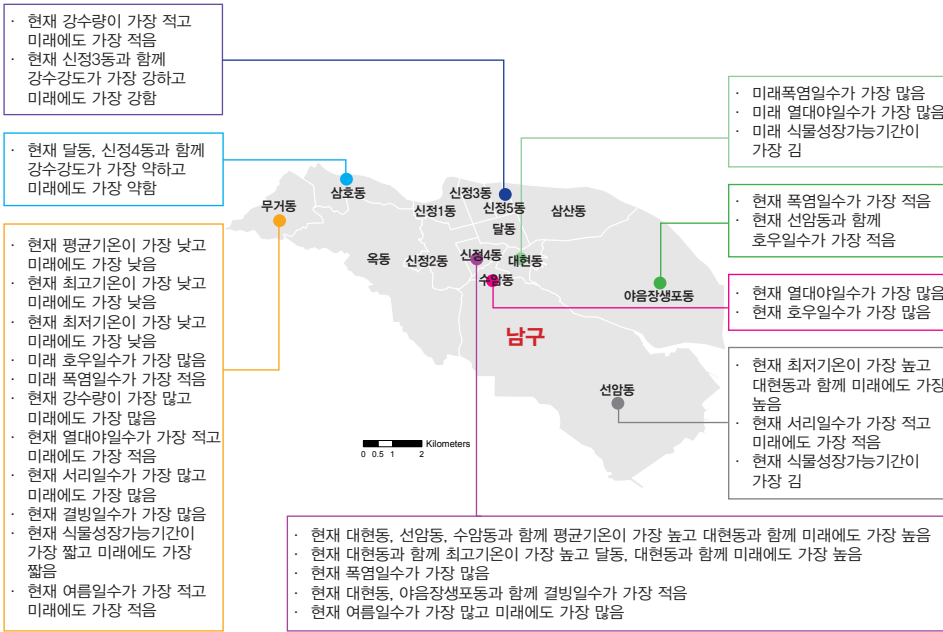 · 현재 강수량이 가장 적고
미래에도 가장 적음
· 현재 신정3동과 함께
강수강도가 가장 강하고
미래에도 가장 강함
· 현재 달동, 신정4동과 함께
강수강도가 가장 약하고
미래에도 가장 약함
· 현재 평균기온이 가장 낮고
미래에도 가장 낮음
· 현재 최고기온이 가장 낮고
미래에도 가장 낮음
· 현재 최저기온이 가장 낮고
미래에도 가장 낮음
· 미래 호우일수가 가장 많음
· 미래 폭염일수가 가장 적음
· 현재 강수량이 가장 많고
미래에도 가장 많음
· 현재 열대야일수가 가장 적고
미래에도 가장 적음
· 현재 서리일수가 가장 많고
미래에도 가장 많음
· 현재 결빙일수가 가장 많음
· 현재 식물성장가능기간이
가장 짧고 미래에도 가장
짧음
· 현재 여름일수가 가장 적고
미래에도 가장 적음
무거동
삼호동
신정3동
신정1동
신정5동
삼산동
달동
옥동
신정2동
신정4동
대현동
수암동
야음장생포동
남구
선암동
Kilometers
0 0.5 1 2
· 미래폭염일수가 가장 많음
· 미래 열대야일수가 가장 많음
· 미래 식물성장가능기간이
가장 김
· 현재 폭염일수가 가장 적음
· 현재 선암동과 함께
호우일수가 가장 적음
· 현재 열대야일수가 가장 많음
· 현재 호우일수가 가장 많음
· 현재 최저기온이 가장 높고
대현동과 함께 미래에도 가장
높음
· 현재 서리일수가 가장 적고
미래에도 가장 적음
· 현재 식물성장가능기간이
가장 김
· 현재 대현동, 선암동, 수암동과 함께 평균기온이 가장 높고 대현동과 함께 미래에도 가장 높음
· 현재 대현동과 함께 최고기온이 가장 높고 달동, 대현동과 함께 미래에도 가장 높음
· 현재 폭염일수가 가장 많음
· 현재 대현동, 야음장생포동과 함께 결빙일수가 가장 적음
· 현재 여름일수가 가장 많고 미래에도 가장 많음